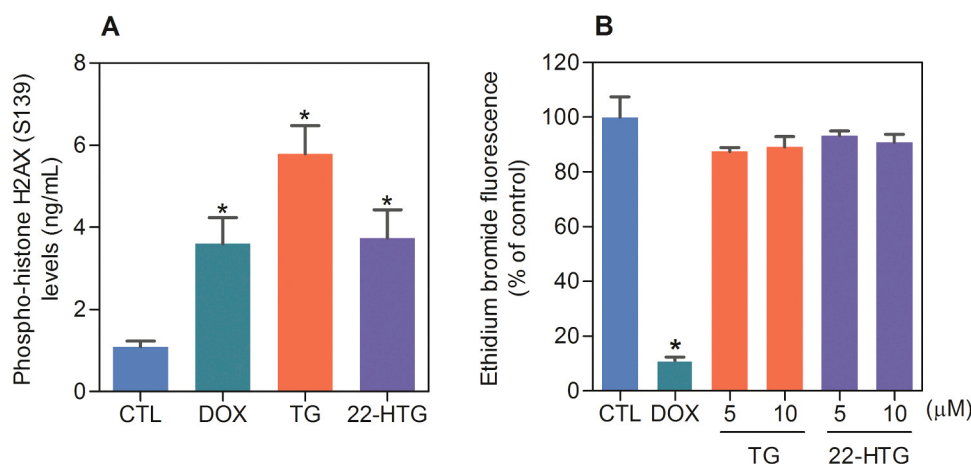 A
Phospho-histone H2AX (S139)
levels (ng/mL)
8
6
4
2
0
*
*
*
CTL DOX TG 22-HTG
B
Ethidium bromide fluorescence
(% of control)
120
100
80
60
40
20
0
*
CTL DOX 5 10 5 10 (µM)
TG 22-HTG